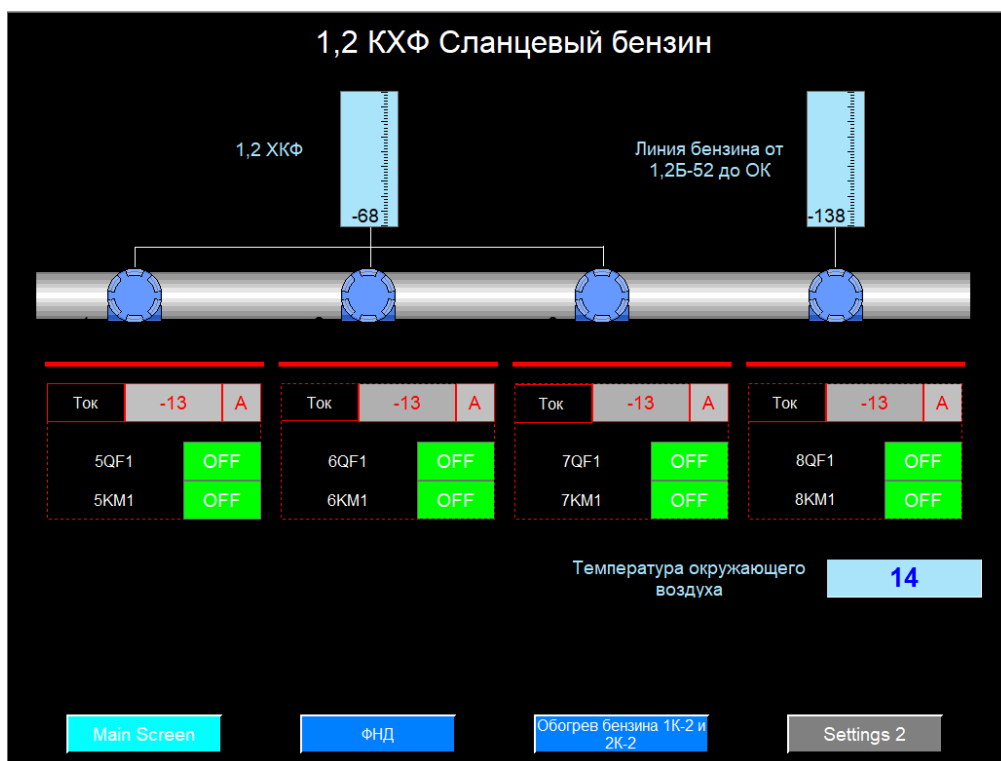 1,2 КХФ Сланцевый бензин
1,2 ХКФ
-68
Линия бензина от
1,2Б-52 до ОК
-138
Ток -13 А
Ток -13 А
Ток -13 А
Ток -13 А
5QF1 OFF
6QF1 OFF
7QF1 OFF
8QF1 OFF
5KM1 OFF
6KM1 OFF
7KM1 OFF
8KM1 OFF
Температура окружающего
воздуха
14
Main Screen
ФНД
Обогрев бензина 1К-2 и
2К-2
Settings 2